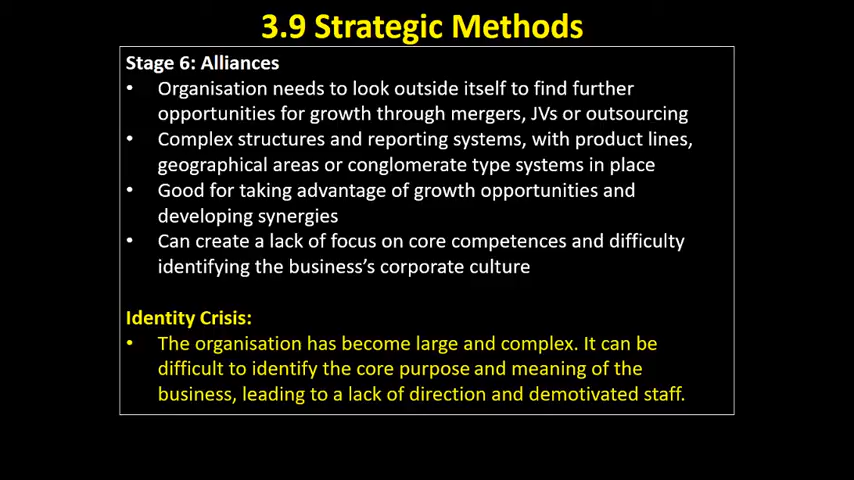 3.9 Strategic Methods
Stage 6: Alliances
• Organisation needs to look outside itself to find further
opportunities for growth through mergers, JVs or outsourcing
• Complex structures and reporting systems, with product lines,
geographical areas or conglomerate type systems in place
• Good for taking advantage of growth opportunities and
developing synergies
• Can create a lack of focus on core competences and difficulty
identifying the business's corporate culture
Identity Crisis:
• The organisation has become large and complex. It can be
difficult to identify the core purpose and meaning of the
business, leading to a lack of direction and demotivated staff.